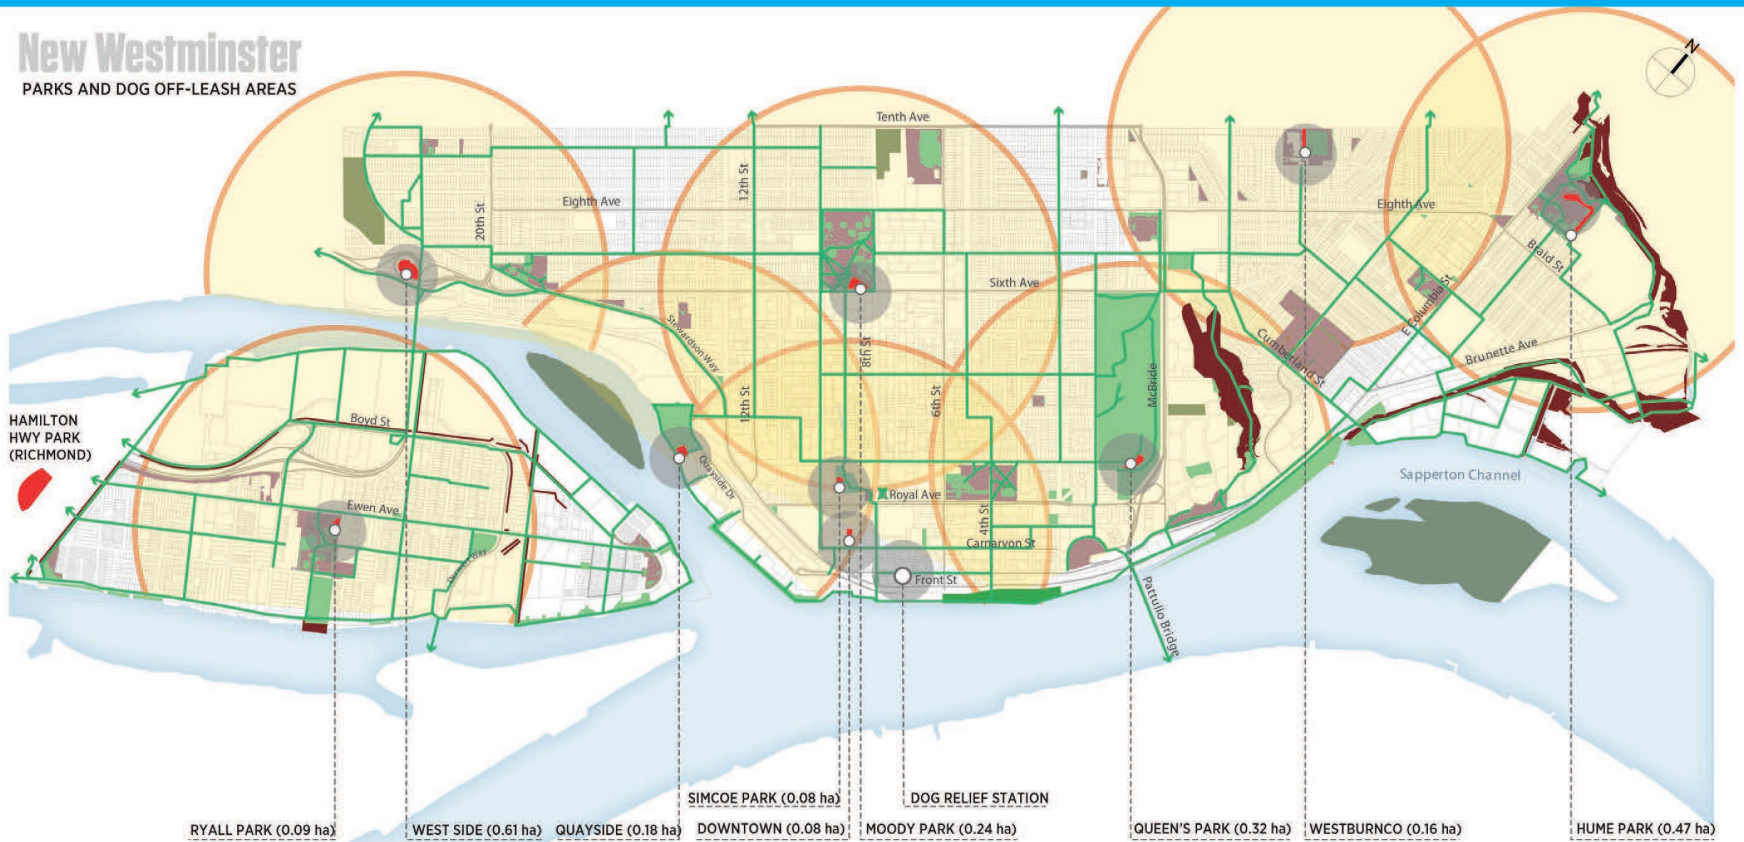 New Westminster
PARKS AND DOG OFF-LEASH AREAS
N
Tenth Ave
12th St
20th St
Eighth Ave
Eighth Ave
Braid St
Sixth Ave
E Columbia St
Stewardson Way
8th St
Cumberland St
Brunette Ave
12th St
6th St
McBride
HAMILTON
HWY PARK
(RICHMOND)
Boyd St
Quayside Dr
Sapperton Channel
Royal Ave
Ewen Ave
4th St
Carnarvon St
Derwent Way
Front St
Pattullo Bridge
SIMCOE PARK (0.08 ha)
DOG RELIEF STATION
RYALL PARK (0.09 ha)
WEST SIDE (0.61 ha)
QUAYSIDE (0.18 ha)
DOWNTOWN (0.08 ha)
MOODY PARK (0.24 ha)
QUEEN'S PARK (0.32 ha)
WESTBURNCO (0.16 ha)
HUME PARK (0.47 ha)